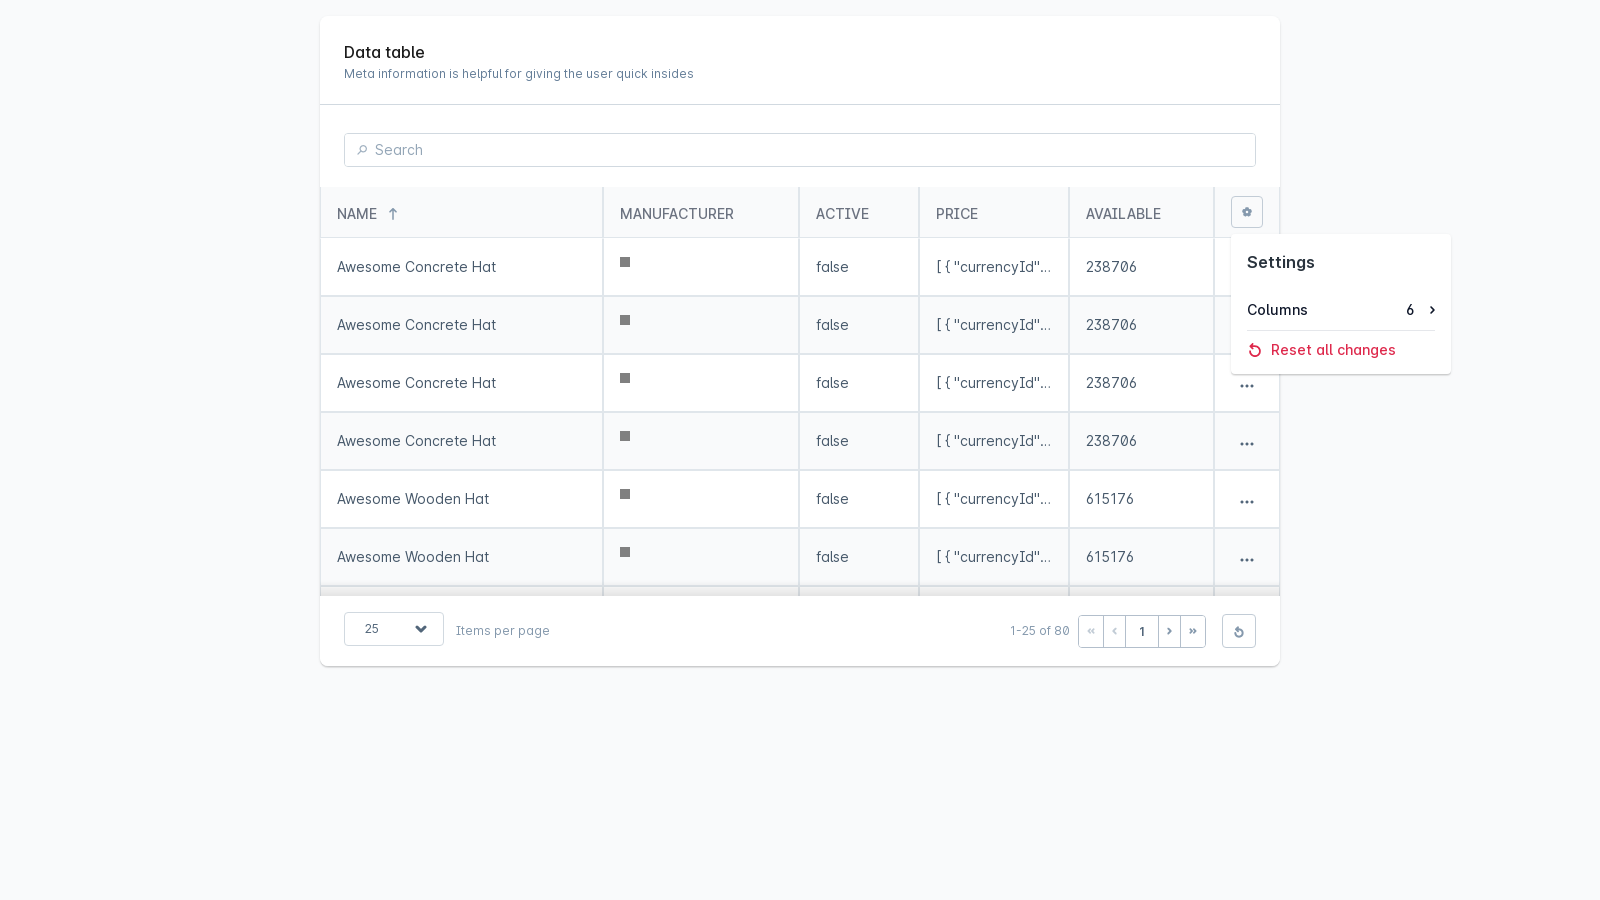 Data table
Meta information is helpful for giving the user quick insides
Search
NAME MANUFACTURER ACTIVE PRICE AVAILABLE
Awesome Concrete Hat false [ { "currencyId"... 238706
Settings
Awesome Concrete Hat false [ { "currencyId"... 238706
Columns 6
Reset all changes
Awesome Concrete Hat false [ { "currencyId"... 238706
Awesome Concrete Hat false [ { "currencyId"... 238706
Awesome Wooden Hat false [ { "currencyId"... 615176
Awesome Wooden Hat false [ { "currencyId"... 615176
25 Items per page 1-25 of 80 « ‹ 1 › »